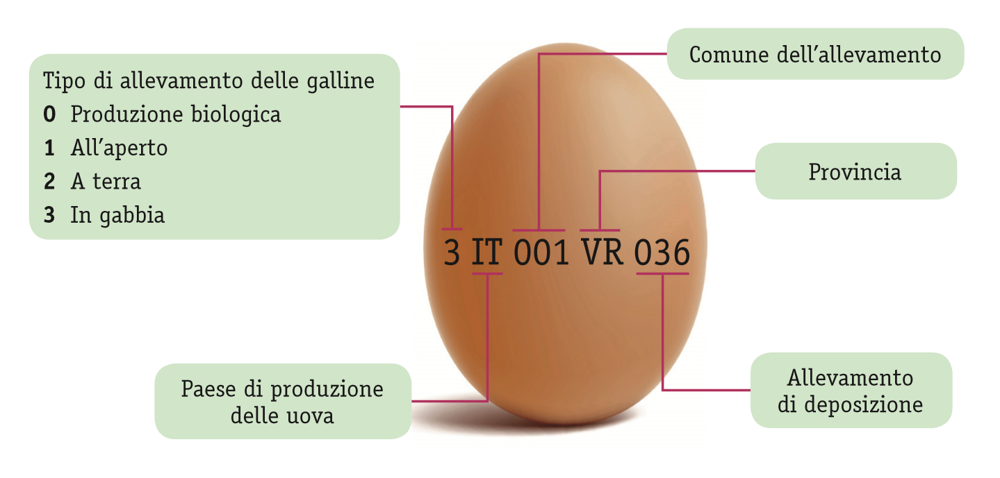 Tipo di allevamento delle galline
0 Produzione biologica
1 All'aperto
2 A terra
3 In gabbia
Comune dell'allevamento
Provincia
3 IT 001 VR 036
Paese di produzione
delle uova
Allevamento
di deposizione